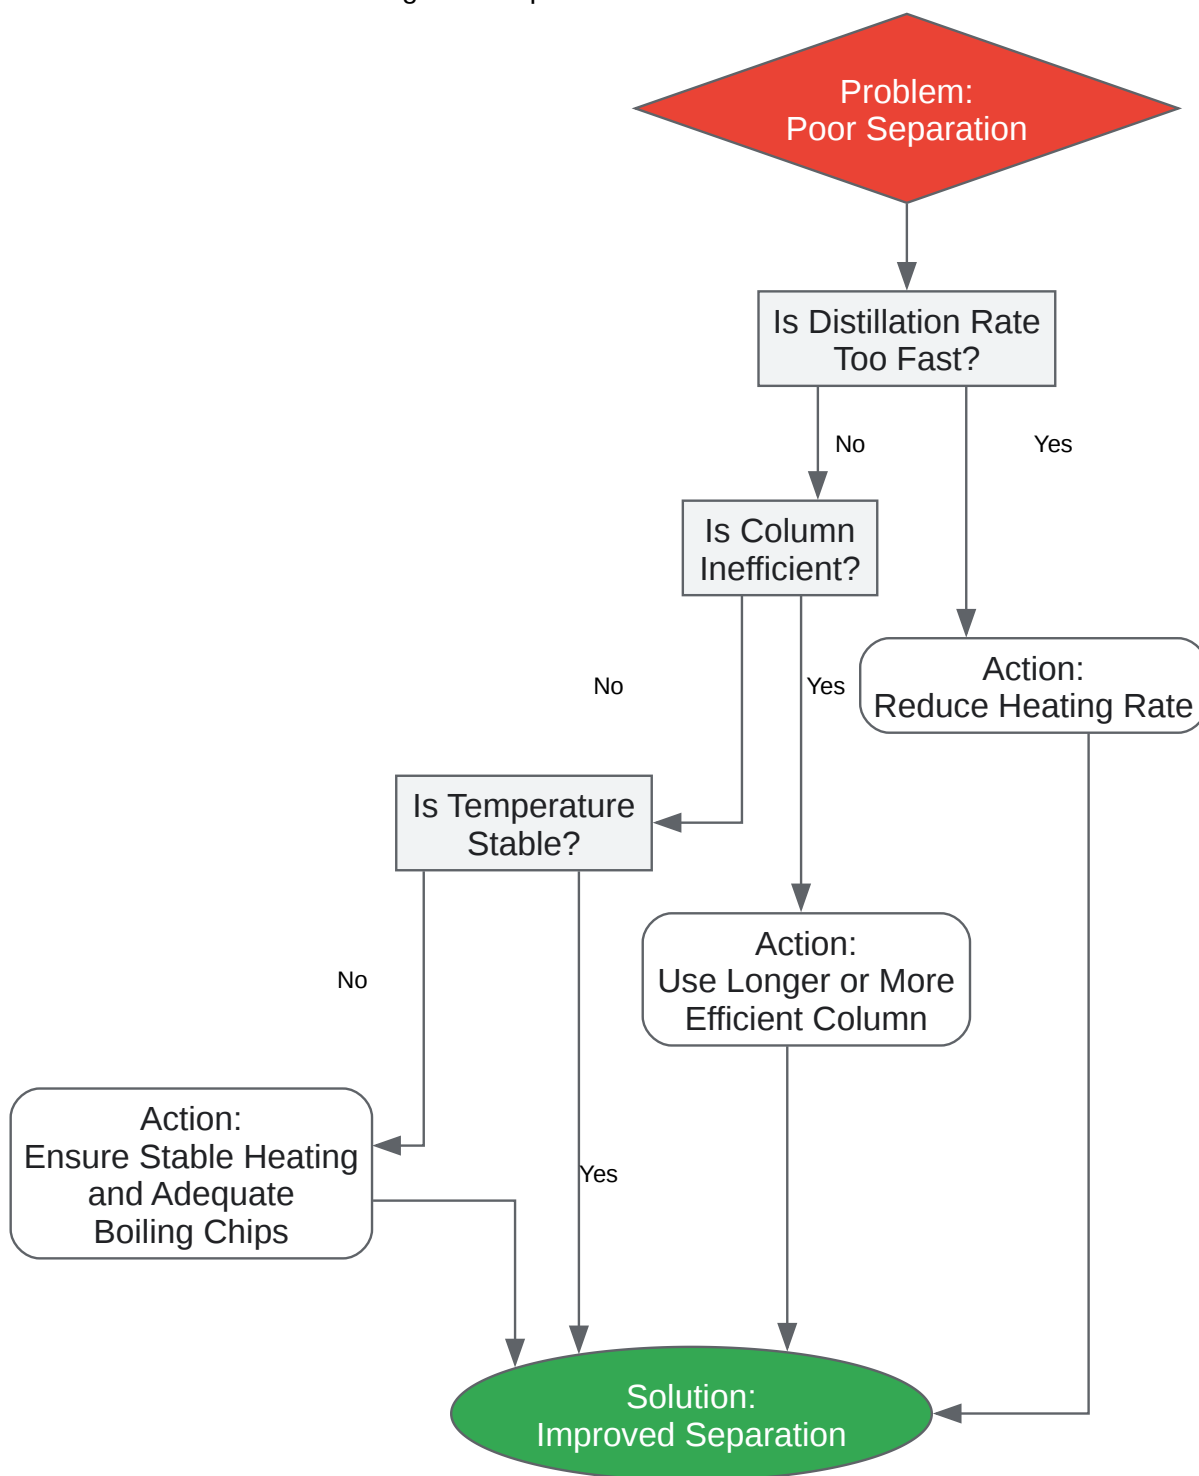 Problem:
Poor Separation
Is Distillation Rate
Too Fast?
No
Yes
Is Column
Inefficient?
No
Yes
Action:
Reduce Heating Rate
Is Temperature
Stable?
Action:
Use Longer or More
Efficient Column
No
Action:
Ensure Stable Heating
and Adequate
Boiling Chips
Yes
Solution:
Improved Separation